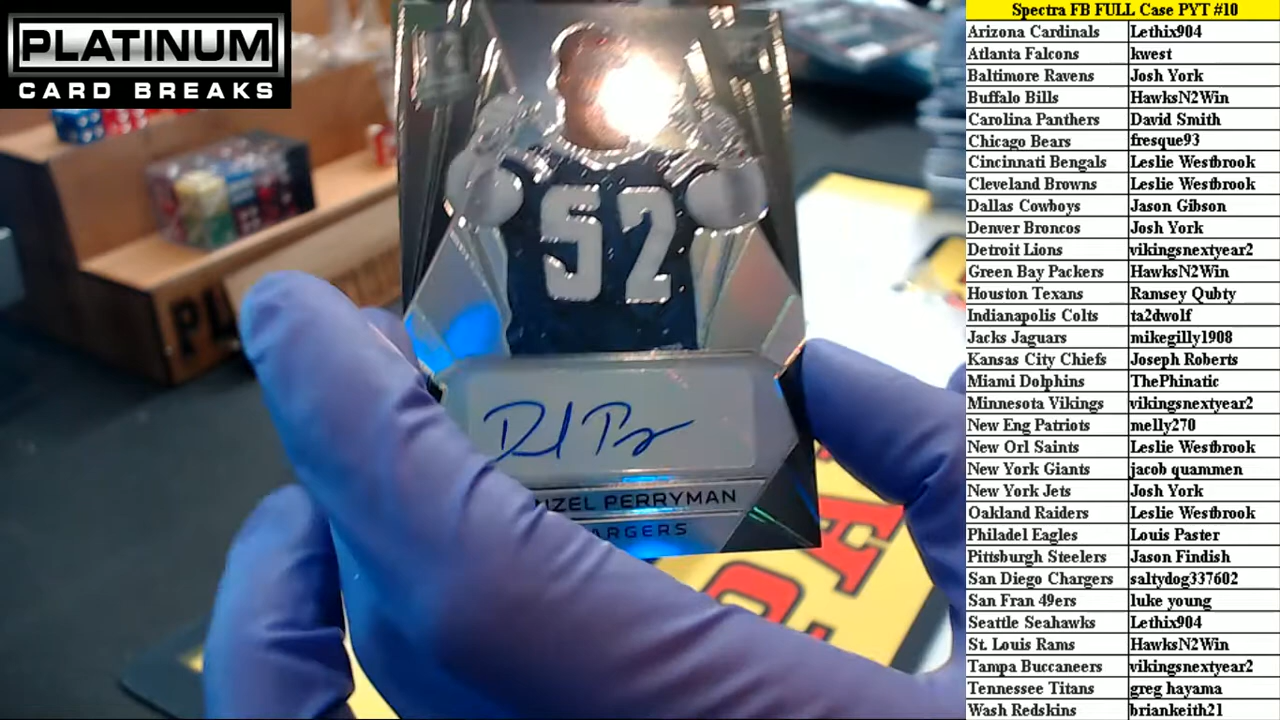 PLATINUM
CARD BREAKS
52
PERRYMAN
Spectra FB FULL Case PYT #10
Arizona Cardinals Lethix904
Atlanta Falcons kwest
Baltimore Ravens Josh York
Buffalo Bills HawksN2Win
Carolina Panthers David Smith
Chicago Bears fresque93
Cincinnati Bengals Leslie Westbrook
Cleveland Browns Leslie Westbrook
Dallas Cowboys Jason Gibson
Denver Broncos Josh York
Detroit Lions vikingsnextyear2
Green Bay Packers HawksN2Win
Houston Texans Ramsey Qubty
Indianapolis Colts ta2dwolf
Jacks Jaguars mikegilly1908
Kansas City Chiefs Joseph Roberts
Miami Dolphins ThePhinatic
Minnesota Vikings vikingsnextyear2
New Eng Patriots melly270
New Orl Saints Leslie Westbrook
New York Giants jacob quammen
New York Jets Josh York
Oakland Raiders Leslie Westbrook
Philadel Eagles Louis Paster
Pittsburgh Steelers Jason Findish
San Diego Chargers saltydog337602
San Fran 49ers luke young
Seattle Seahawks Lethix904
St. Louis Rams HawksN2Win
Tampa Buccaneers vikingsnextyear2
Tennessee Titans greg hayama
Wash Redskins briankeith21